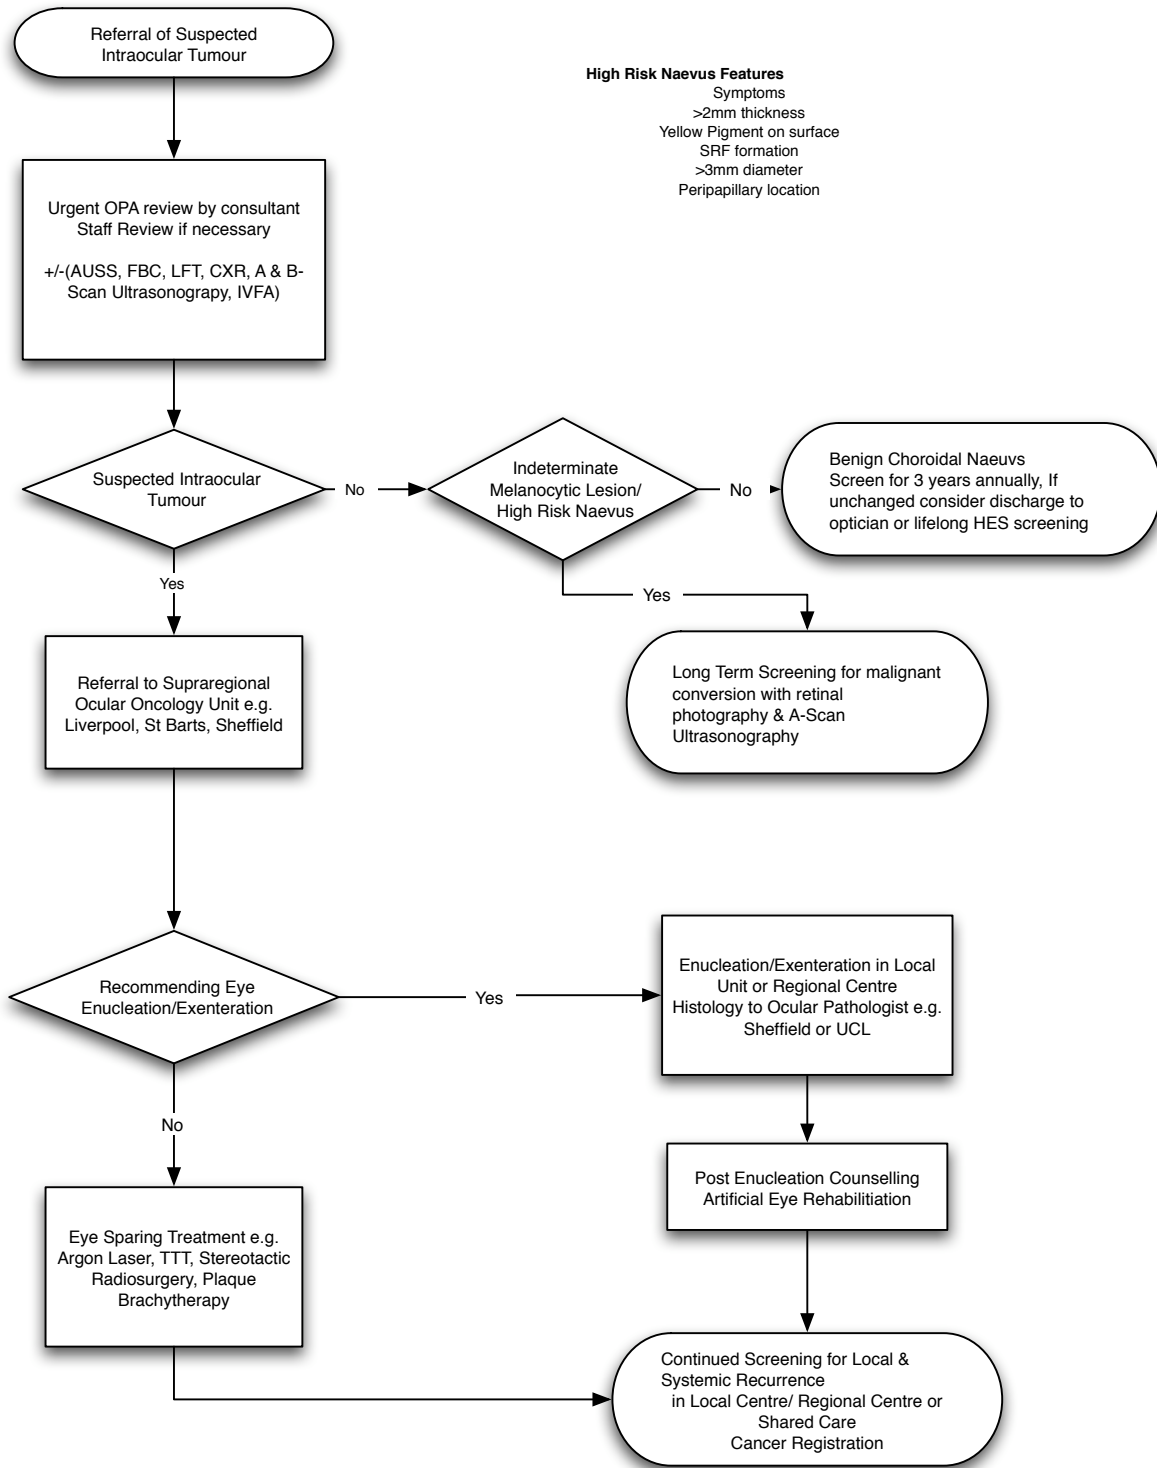 Referral of Suspected
Intraocular Tumour
High Risk Naevus Features
Symptoms
>2mm thickness
Yellow Pigment on surface
SRF formation
>3mm diameter
Peripapillary location
Urgent OPA review by consultant
Staff Review if necessary
+/-(AUSS, FBC, LFT, CXR, A & B-
Scan Ultrasonograpy, IVFA)
Suspected Intraocular
Tumour
No
Indeterminate
Melanocytic Lesion/
High Risk Naevus
No
Benign Choroidal Naeuvs
Screen for 3 years annually, If
unchanged consider discharge to
optician or lifelong HES screening
Yes
Yes
Referral to Supraregional
Ocular Oncology Unit e.g.
Liverpool, St Barts, Sheffield
Long Term Screening for malignant
conversion with retinal
photography & A-Scan
Ultrasonography
Recommending Eye
Enucleation/Exenteration
Yes
Enucleation/Exenteration in Local
Unit or Regional Centre
Histology to Ocular Pathologist e.g.
Sheffield or UCL
No
Post Enucleation Counselling
Artificial Eye Rehabilitiation
Eye Sparing Treatment e.g.
Argon Laser, TTT, Stereotactic
Radiosurgery, Plaque
Brachytherapy
Continued Screening for Local &
Systemic Recurrence
in Local Centre/ Regional Centre or
Shared Care
Cancer Registration